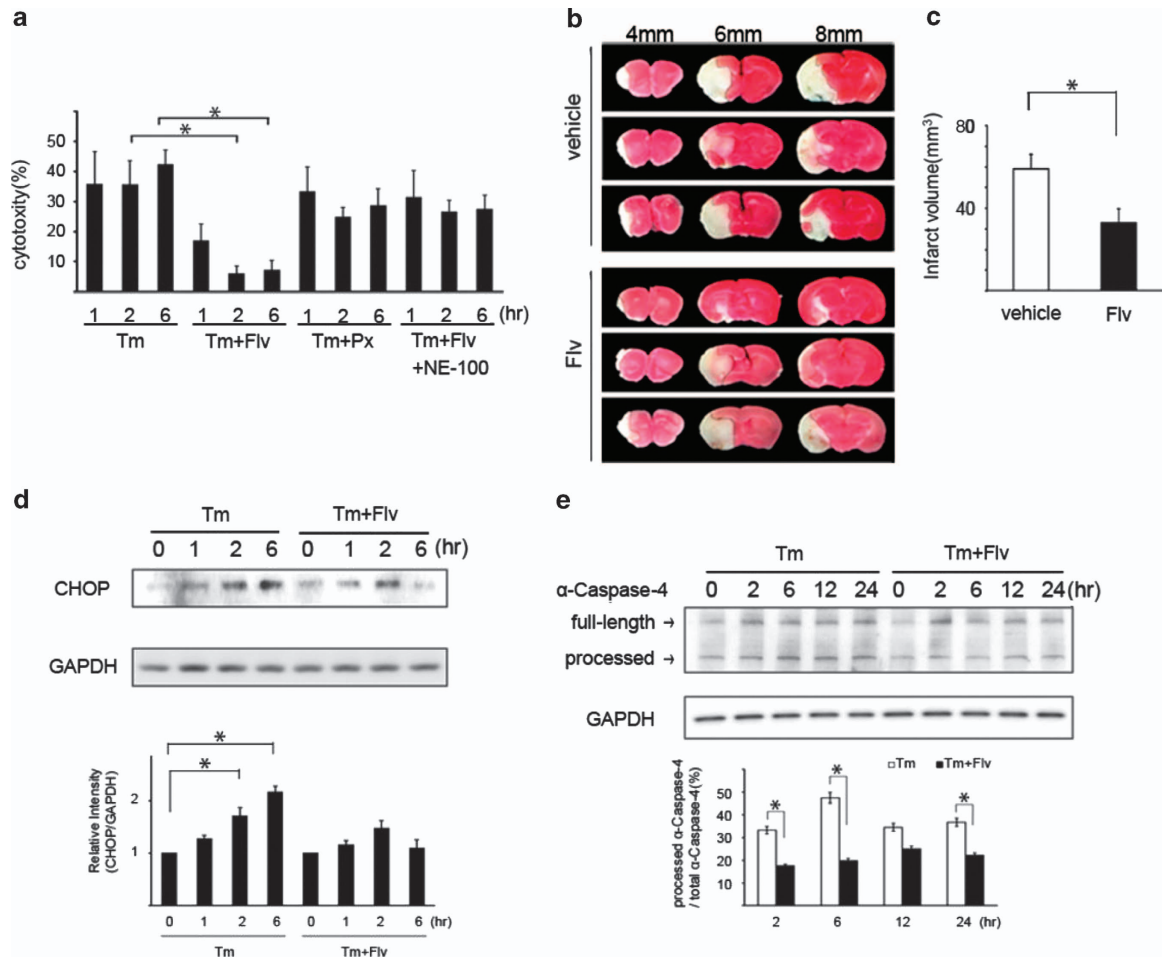 a
cytotoxity(%)
50
40
30
20
10
*
*
1 2 6 1 2 6 1 2 6 1 2 6 (hr)
Tm Tm+Flv Tm+Px Tm+Flv
+NE-100
b
4mm 6mm 8mm
vehicle
Flv
c
Infarct volume(mm³)
80
40
0
*
vehicle Flv
d
Tm Tm+Flv
0 1 2 6 0 1 2 6 (hr)
CHOP
GAPDH
Relative Intensity
(CHOP/GAPDH)
2
1
*
*
0 1 2 6 0 1 2 6 (hr)
Tm Tm+Flv
e
Tm Tm+Flv
α-Caspase-4 0 2 6 12 24 0 2 6 12 24 (hr)
full-length →
processed →
GAPDH
Tm Tm+Flv
processed α-Caspase-4
/ total α-Caspase-4(%)
50
40
30
20
10
* * *
2 6 12 24 (hr)